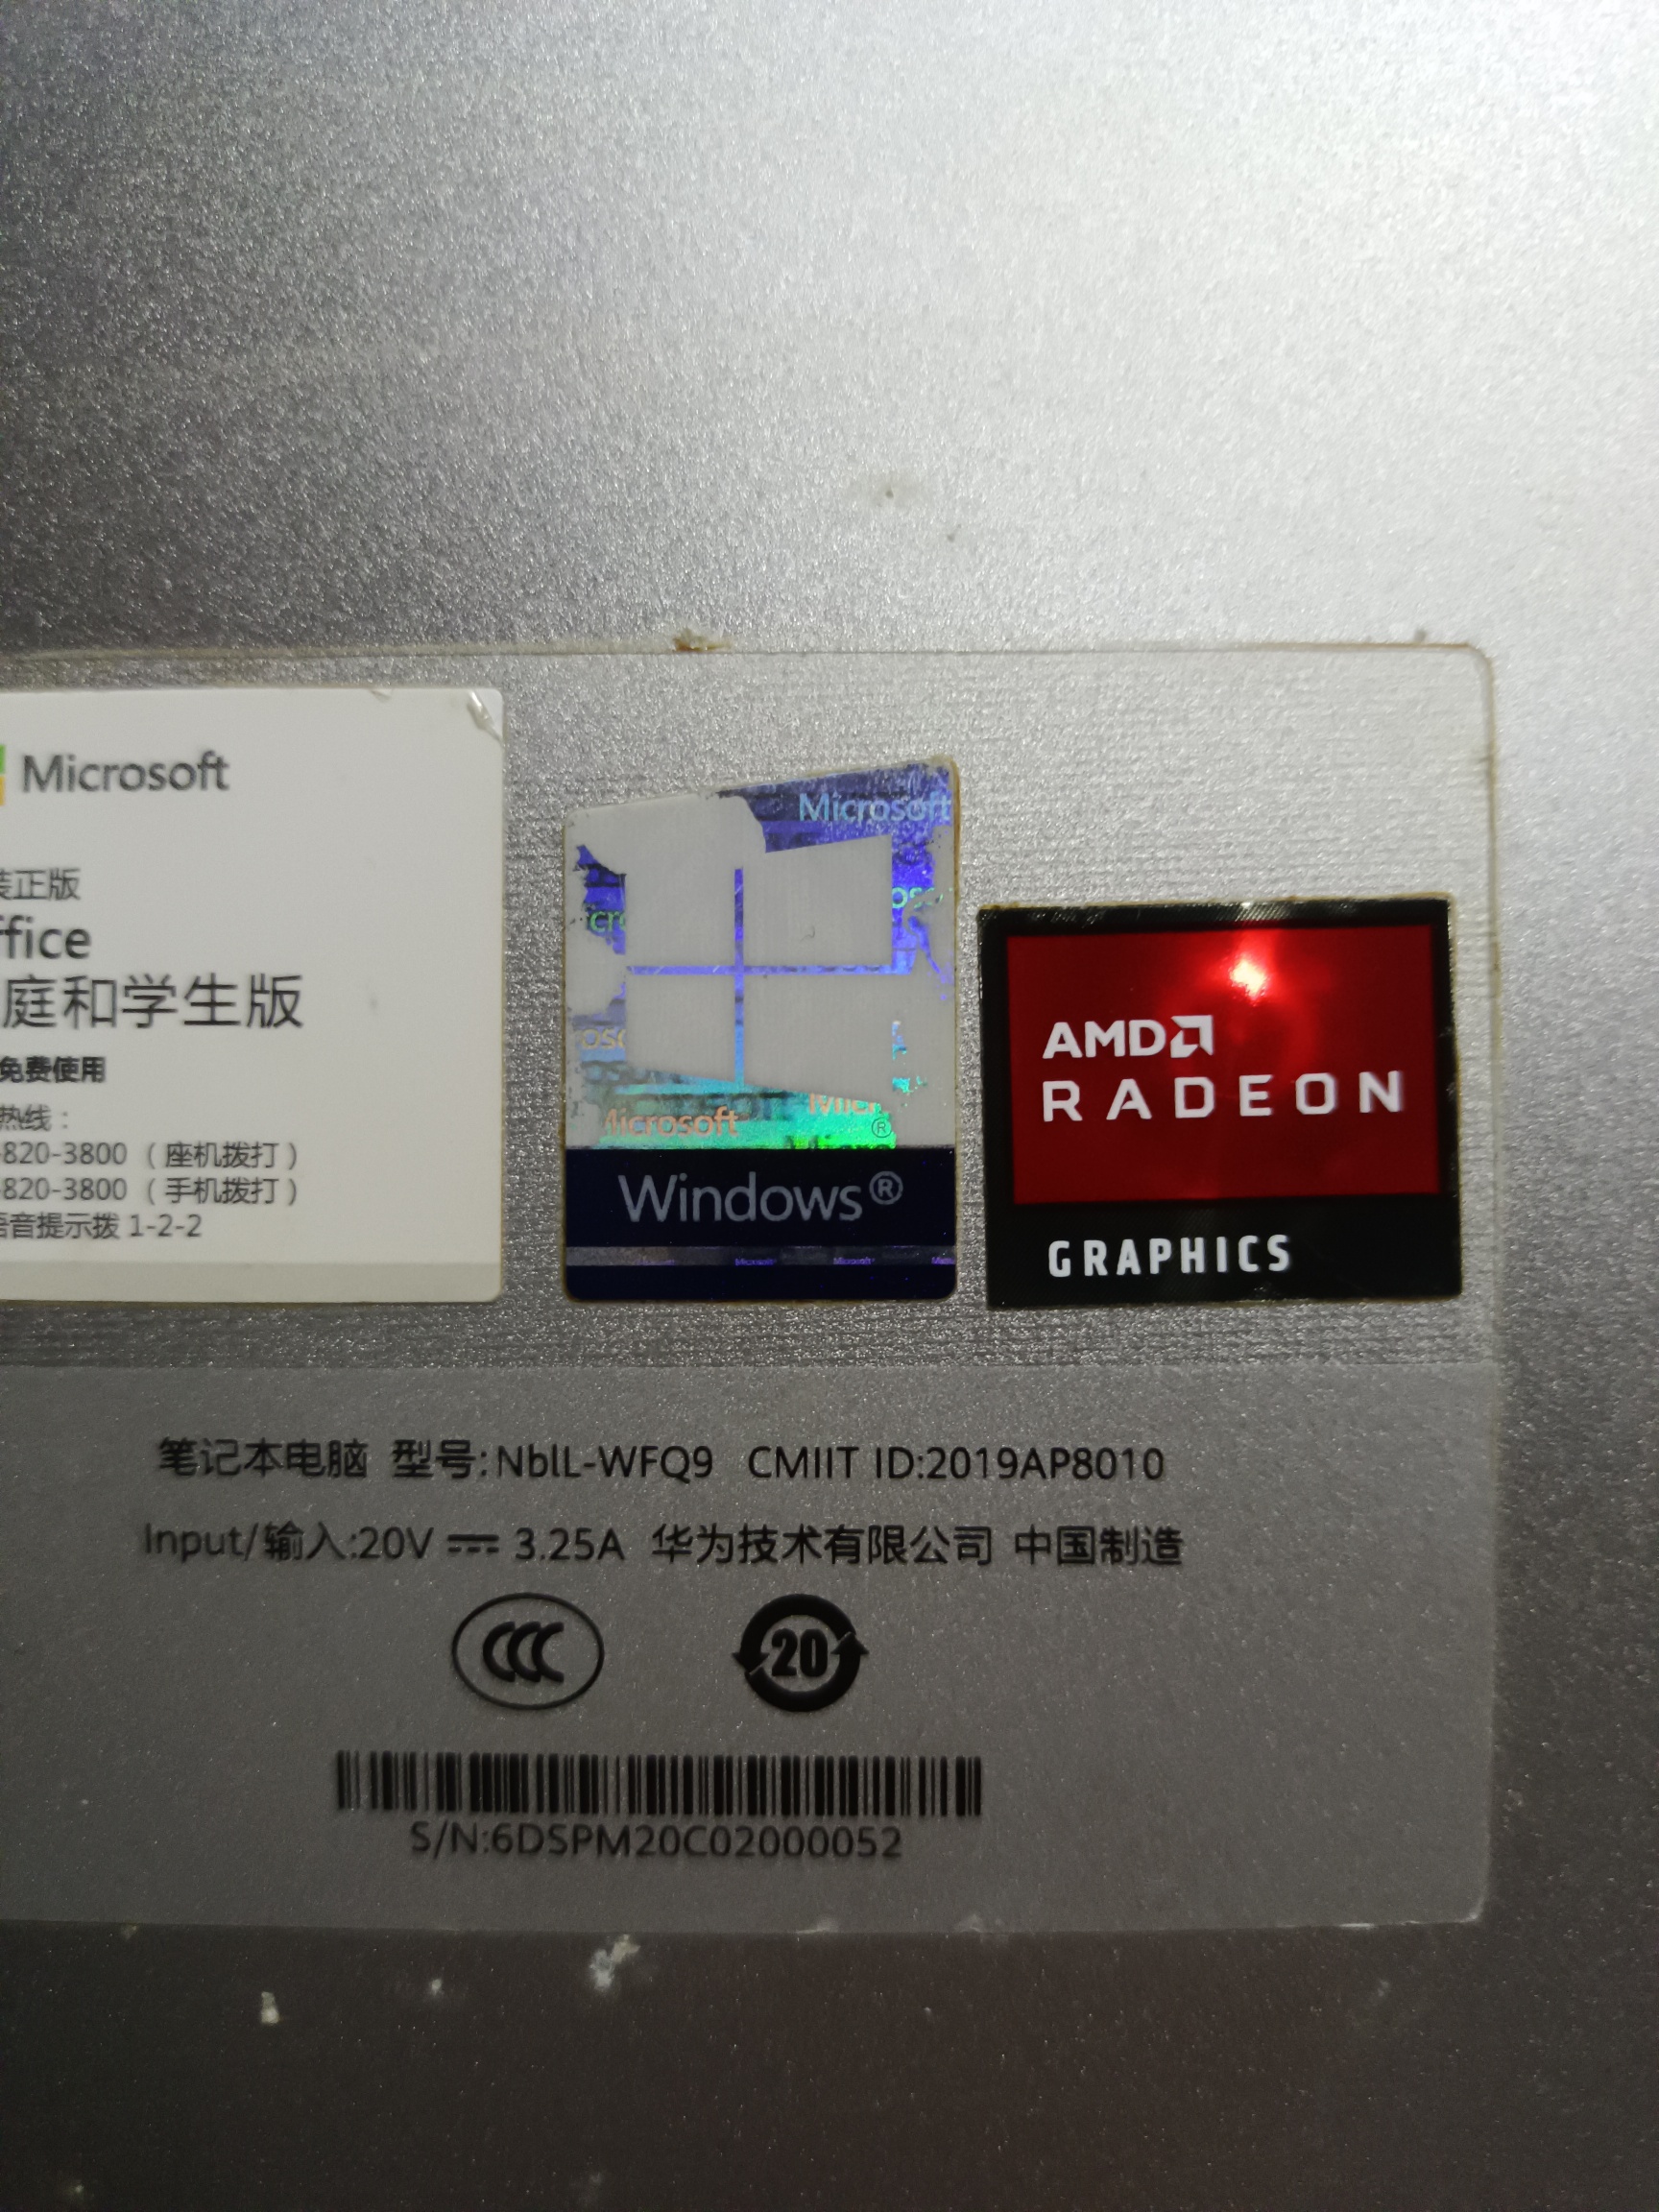 Microsoft
装正版
ffice
庭和学生版
免费使用
热线：
-820-3800（座机拨打）
-820-3800（手机拨打）
语音提示拨 1-2-2
Microsoft
Microsoft
Windows®
AMD
RADEON
GRAPHICS
笔记本电脑 型号:NblL-WFQ9 CMIIT ID:2019AP8010
Input/输入:20V ⎓ 3.25A 华为技术有限公司 中国制造
CCC
20
S/N:6DSPM20C02000052